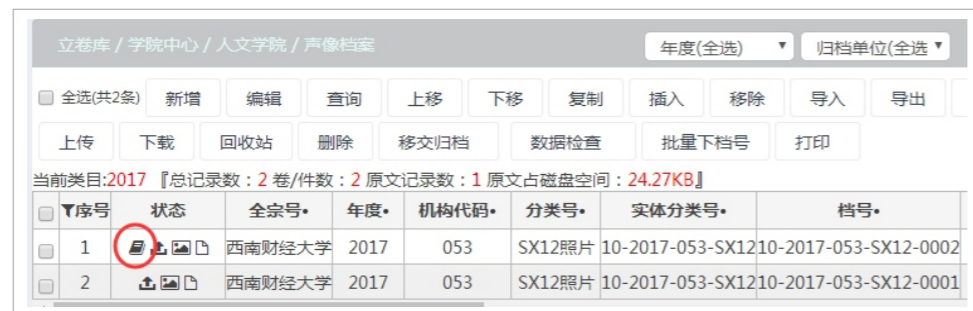 立卷库 / 学院中心 / 人文学院 / 声像档案 年度(全选) 归档单位(全选
全选(共2条) 新增 编辑 查询 上移 下移 复制 插入 移除 导入 导出
上传 下载 回收站 删除 移交归档 数据检查 批量下档号 打印
当前类目:2017 『总记录数：2 卷/件数：2 原文记录数：1 原文占磁盘空间：24.27KB』
▼序号 状态 全宗号• 年度• 机构代码• 分类号• 实体分类号• 档号•
1 西南财经大学 2017 053 SX12照片 10-2017-053-SX12 10-2017-053-SX12-0002
2 西南财经大学 2017 053 SX12照片 10-2017-053-SX12 10-2017-053-SX12-0001